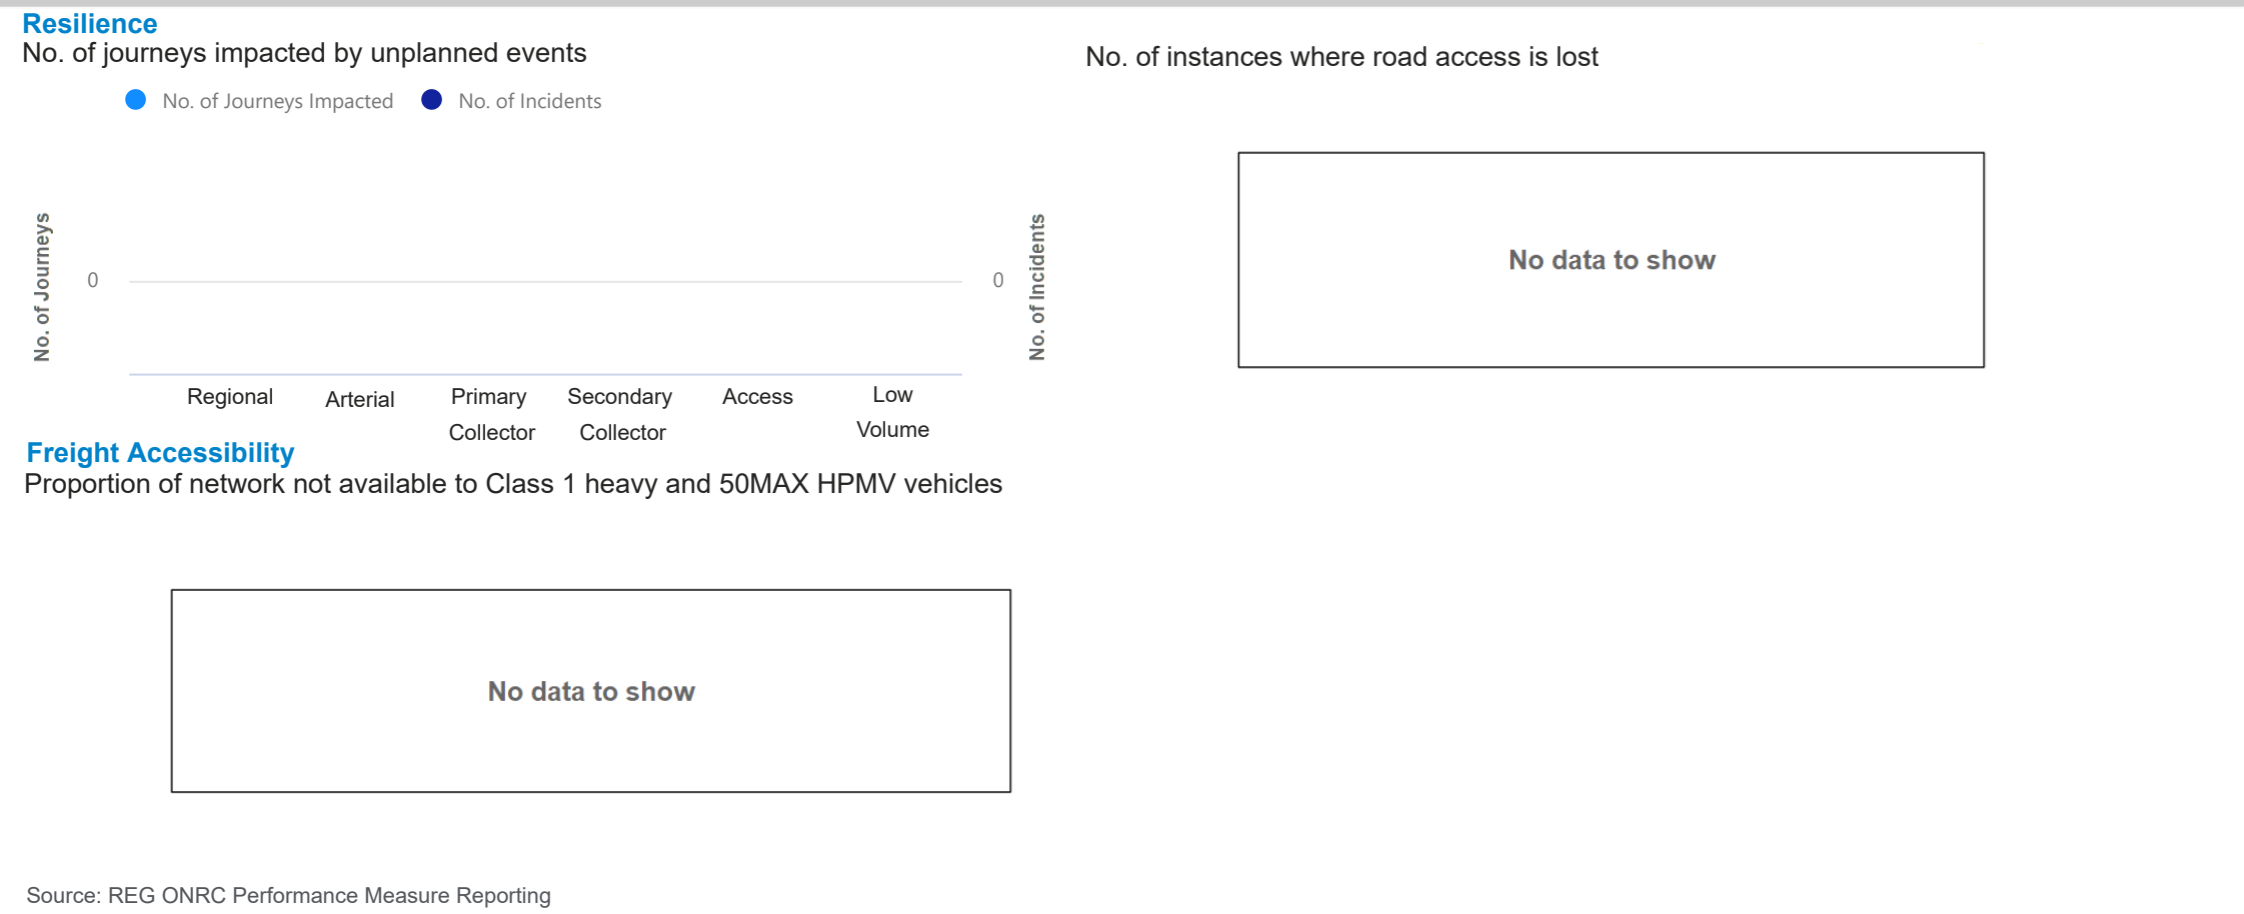 Resilience
No. of journeys impacted by unplanned events
No. of Journeys Impacted No. of Incidents
No. of Journeys
0
0
No. of Incidents
Regional Arterial Primary Collector Secondary Collector Access Low Volume
No. of instances where road access is lost
No data to show
Freight Accessibility
Proportion of network not available to Class 1 heavy and 50MAX HPMV vehicles
No data to show
Source: REG ONRC Performance Measure Reporting